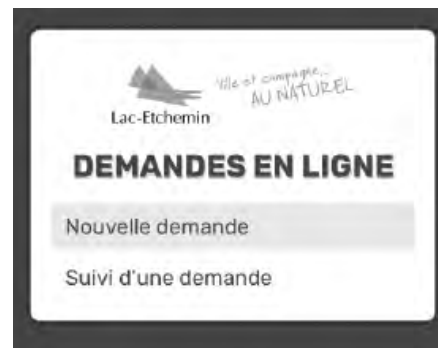 Ville et campagne...
AU NATUREL
Lac-Etchemin
DEMANDES EN LIGNE
Nouvelle demande
Suivi d'une demande